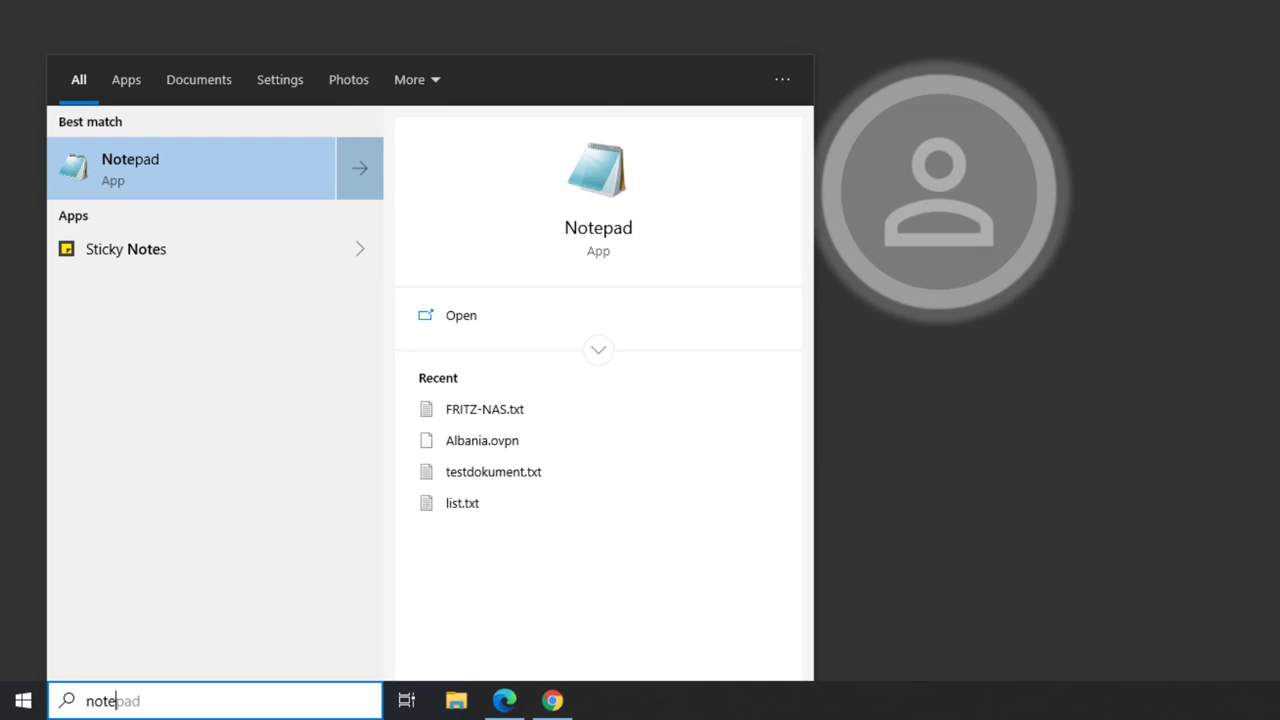 All Apps Documents Settings Photos More ...
Best match
Notepad
App
Apps
Sticky Notes
Notepad
App
Open
Recent
FRITZ-NAS.txt
Albania.ovpn
testdokument.txt
list.txt
notepad